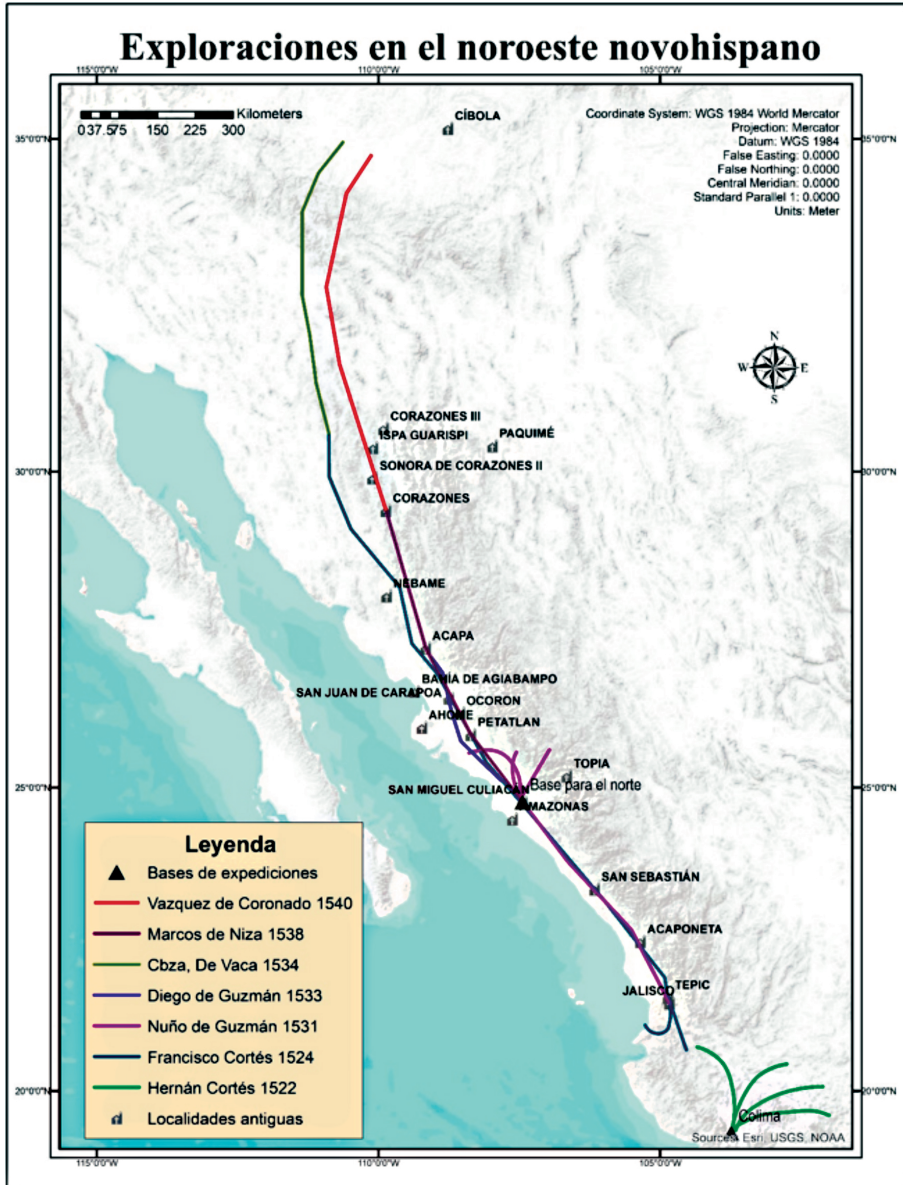 Exploraciones en el noroeste novohispano
115°0'0"W
110°0'0"W
105°0'0"W
Kilometers
0 37.575 150 225 300
Coordinate System: WGS 1984 World Mercator
Projection: Mercator
Datum: WGS 1984
False Easting: 0.0000
False Northing: 0.0000
Central Meridian: 0.0000
Standard Parallel 1: 0.0000
Units: Meter
CÍBOLA
35°0'0"N
35°0'0"N
N
W E
S
CORAZONES III
ISPA GUARISPI
PAQUIMÉ
30°0'0"N
30°0'0"N
SONORA DE CORAZONES II
CORAZONES
NEBAME
ACAPA
BAHÍA DE AGIABAMPO
SAN JUAN DE CARAPOA
OCORON
AHOME
PETATLAN
TOPIA
25°0'0"N
25°0'0"N
SAN MIGUEL CULIACÁN
Base para el norte
AMAZONAS
SAN SEBASTIÁN
ACAPONETA
JALISCO
TEPIC
20°0'0"N
20°0'0"N
Colima
Sources: Esri, USGS, NOAA
Leyenda
Bases de expediciones
Vazquez de Coronado 1540
Marcos de Niza 1538
Cbza, De Vaca 1534
Diego de Guzmán 1533
Nuño de Guzmán 1531
Francisco Cortés 1524
Hernán Cortés 1522
Localidades antiguas
115°0'0"W
110°0'0"W
105°0'0"W